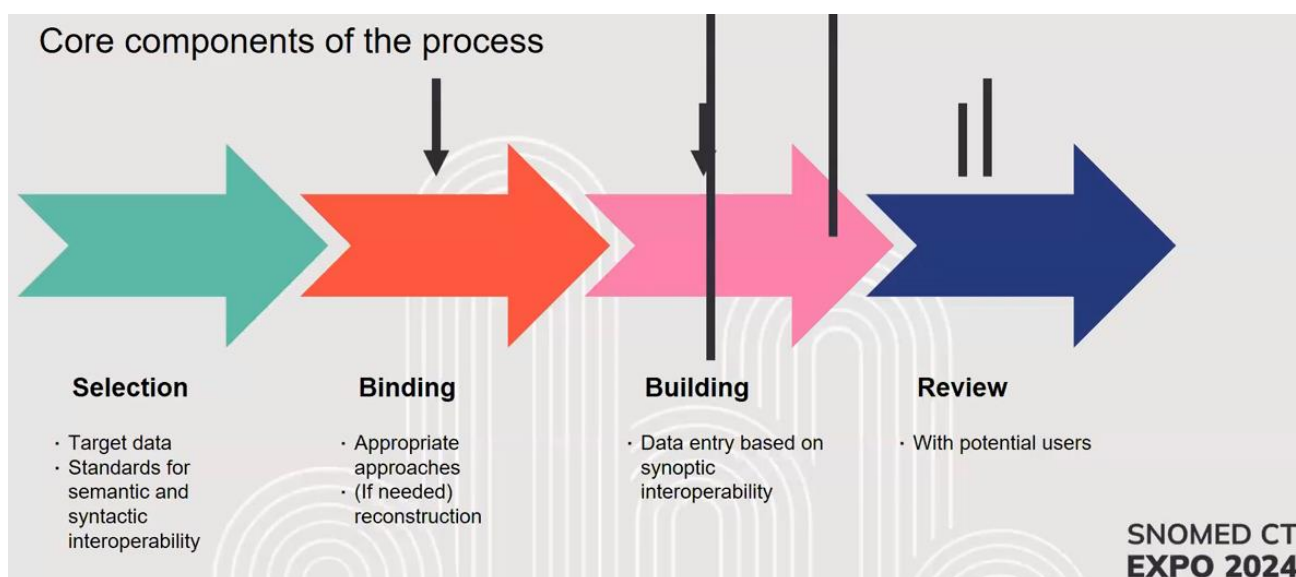 Core components of the process
Selection
· Target data
· Standards for
semantic and
syntactic
interoperability
Binding
· Appropriate
approaches
· (If needed)
reconstruction
Building
· Data entry based on
synoptic
interoperability
Review
· With potential users
SNOMED CT
EXPO 2024